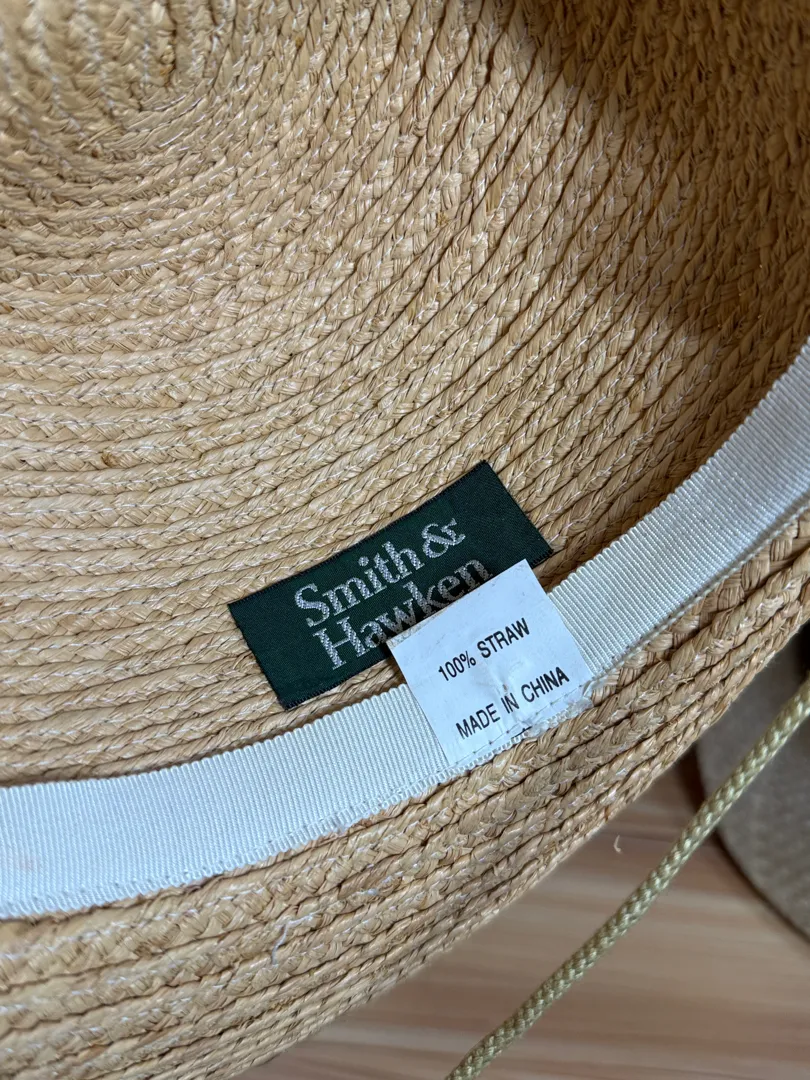 Smith &
Hawken
100% STRAW
MADE IN CHINA